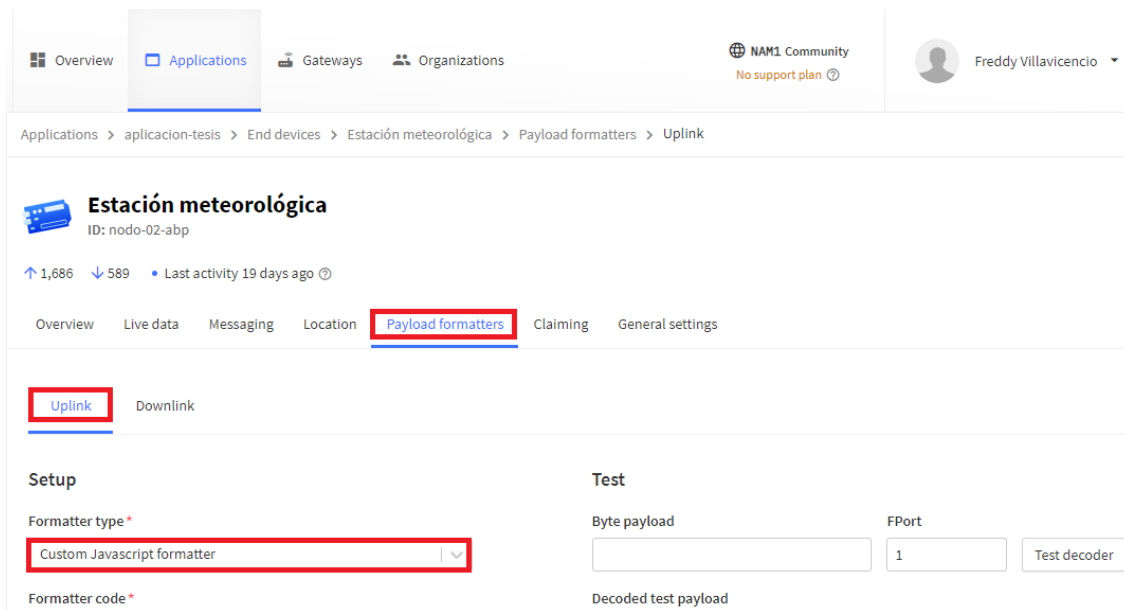 Overview Applications Gateways Organizations NAM1 Community Freddy Villavicencio
No support plan
Applications > aplicacion-tesis > End devices > Estación meteorológica > Payload formatters > Uplink
Estación meteorológica
ID: nodo-02-abp
1,686 589 • Last activity 19 days ago
Overview Live data Messaging Location Payload formatters Claiming General settings
Uplink Downlink
Setup Test
Formatter type* Byte payload FPort
Custom Javascript formatter 1 Test decoder
Formatter code* Decoded test payload